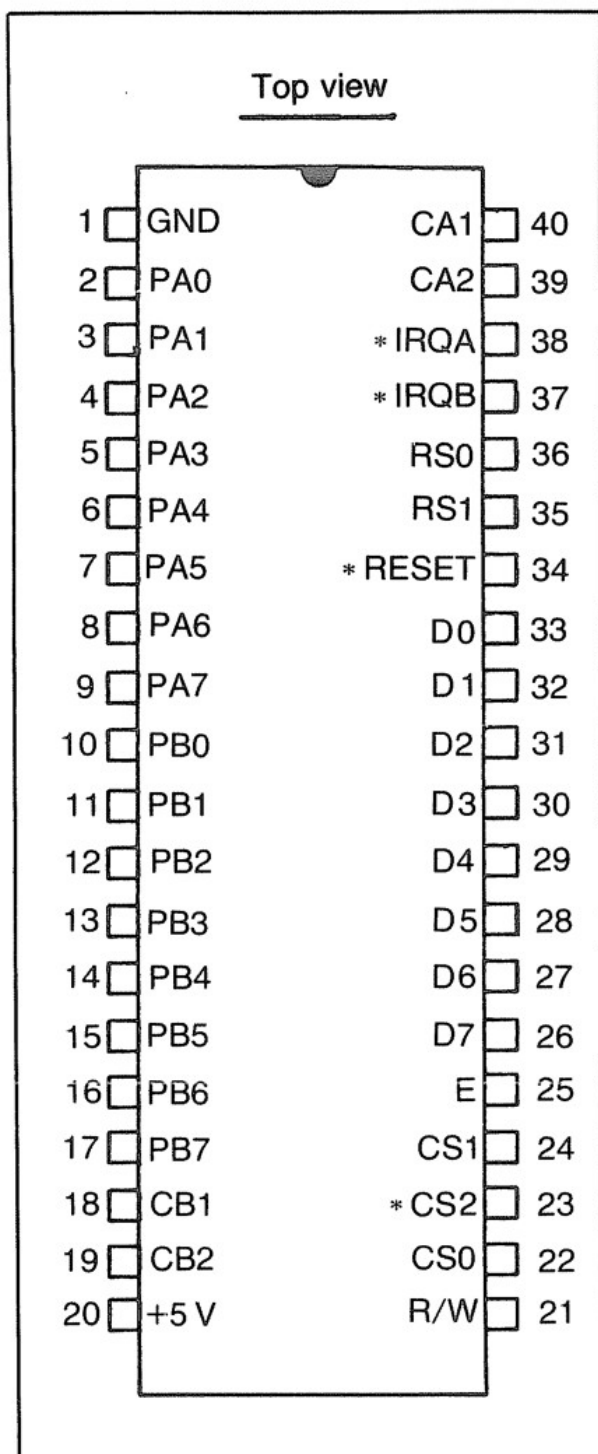 Top view
1 GND CA1 40
2 PA0 CA2 39
3 PA1 *IRQA 38
4 PA2 *IRQB 37
5 PA3 RS0 36
6 PA4 RS1 35
7 PA5 *RESET 34
8 PA6 D0 33
9 PA7 D1 32
10 PB0 D2 31
11 PB1 D3 30
12 PB2 D4 29
13 PB3 D5 28
14 PB4 D6 27
15 PB5 D7 26
16 PB6 E 25
17 PB7 CS1 24
18 CB1 *CS2 23
19 CB2 CS0 22
20 +5 V R/W 21